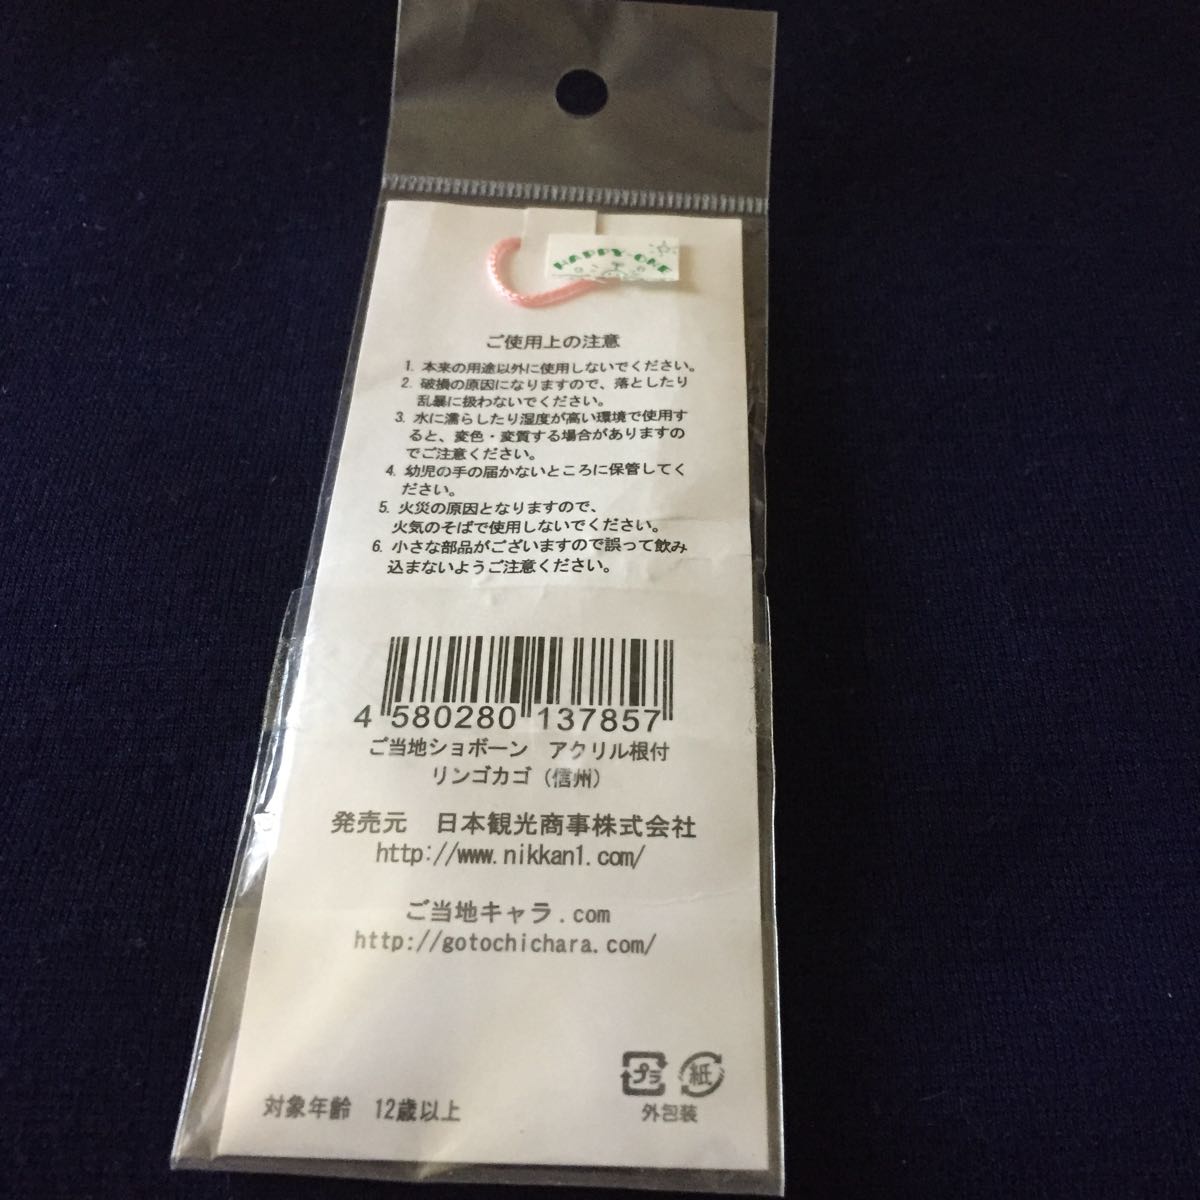 HAPPY-ONE
ご使用上の注意
1. 本来の用途以外に使用しないでください。
2. 破損の原因になりますので、落としたり
乱暴に扱わないでください。
3. 水に濡らしたり湿度が高い環境で使用す
ると、変色・変質する場合がありますの
でご注意ください。
4. 幼児の手の届かないところに保管してく
ださい。
5. 火災の原因となりますので、
火気のそばで使用しないでください。
6. 小さな部品がございますので誤って飲み
込まないようご注意ください。
4 580280 137857
ご当地ショボーン　アクリル根付
リンゴカゴ（信州）
発売元　日本観光商事株式会社
http://www.nikkan1.com/
ご当地キャラ.com
http://gotochichara.com/
プラ 紙
外包装
対象年齢　12歳以上